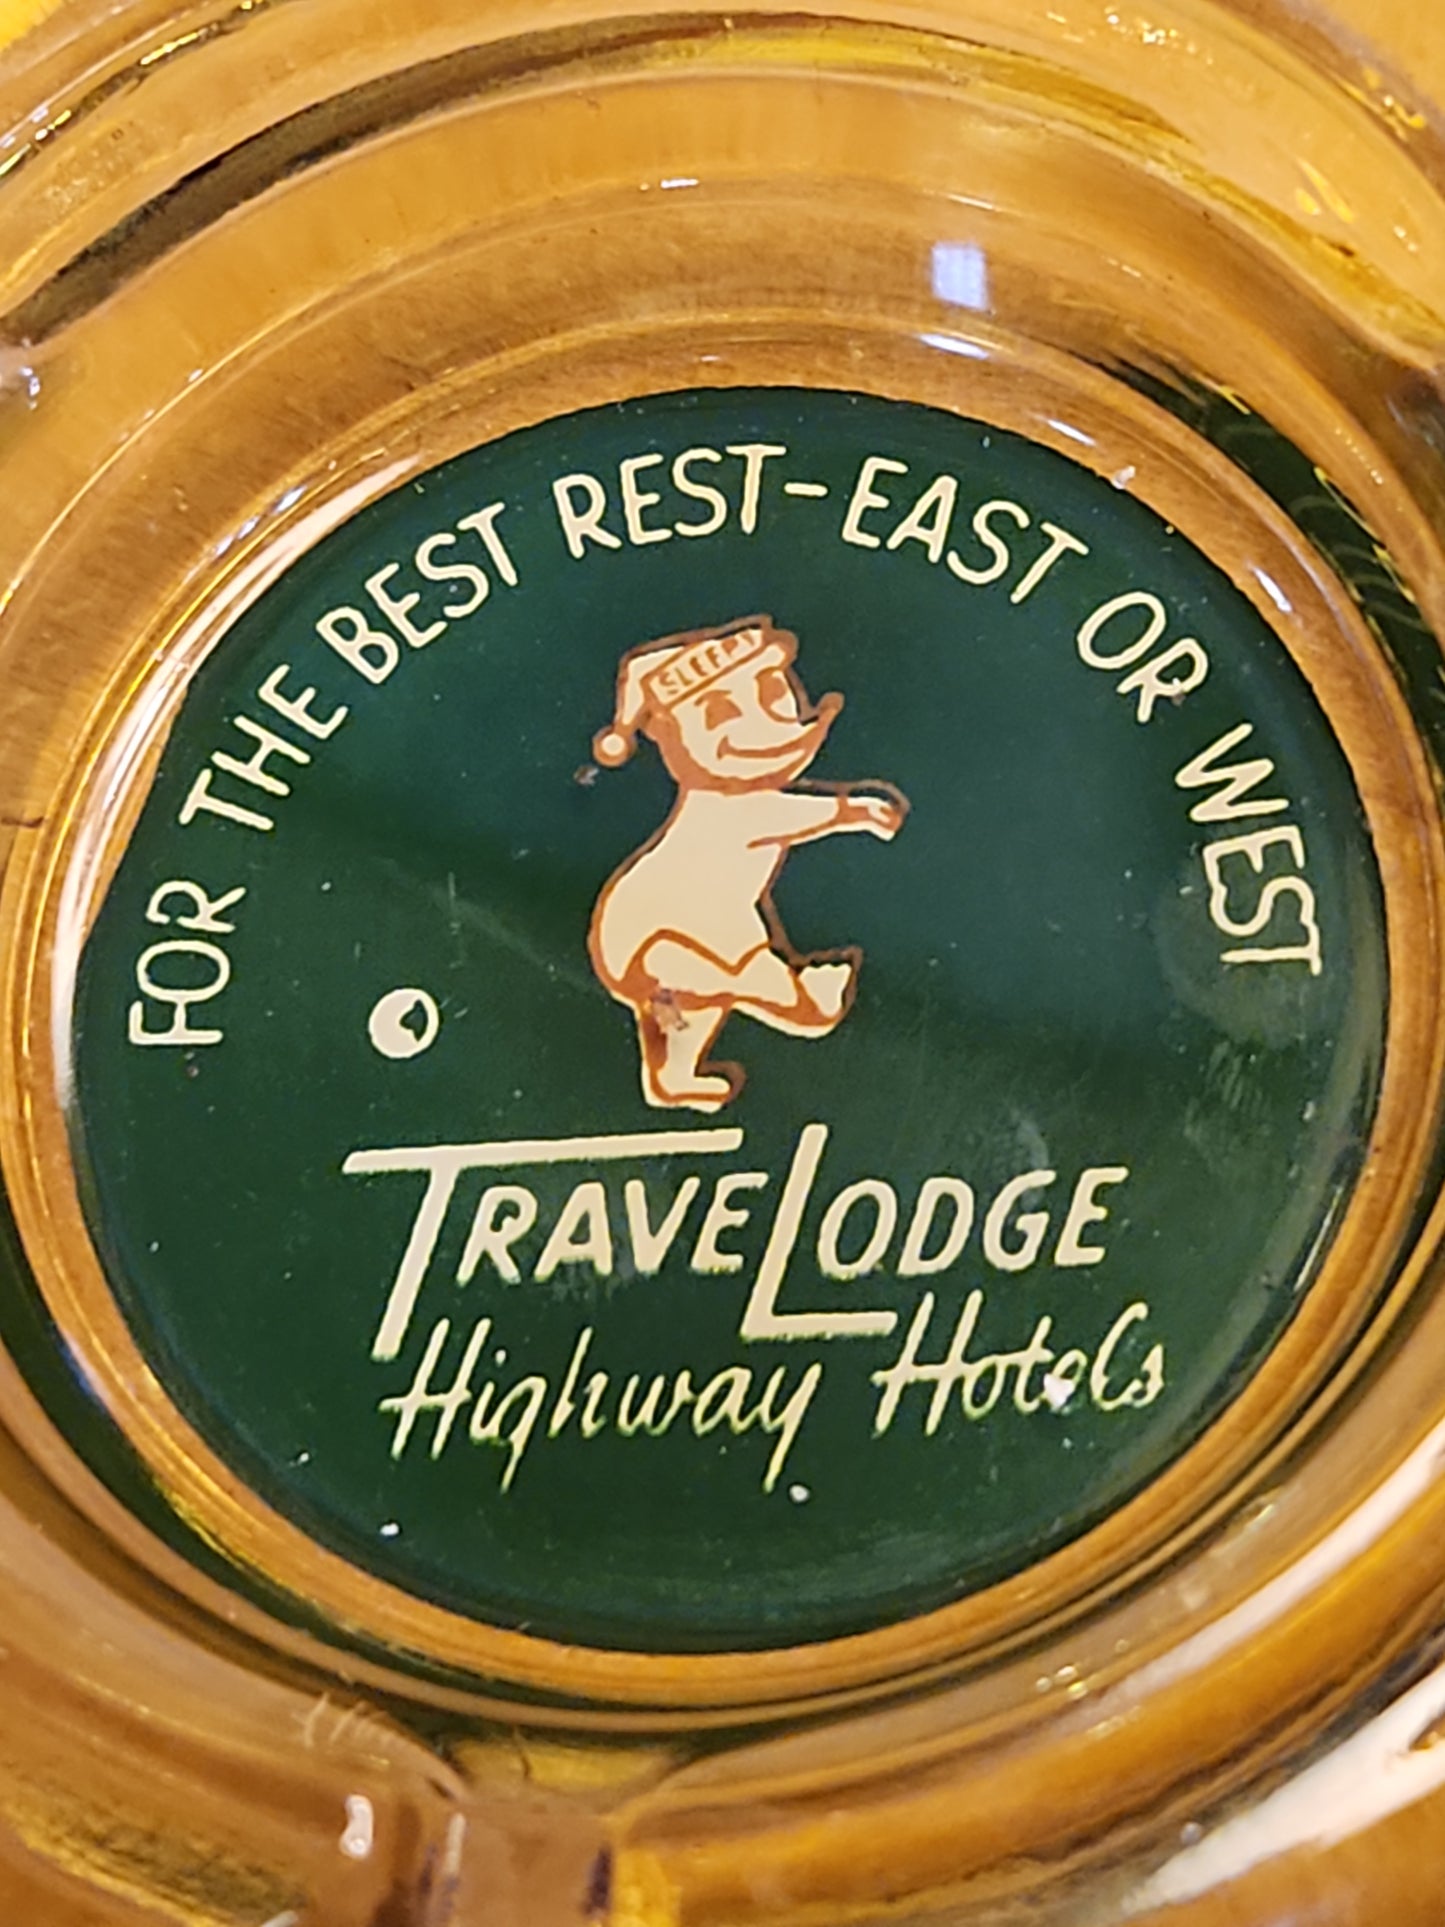 FOR THE BEST REST-EAST OR WEST
SLEEPY
TRAVELODGE
Highway Hotels